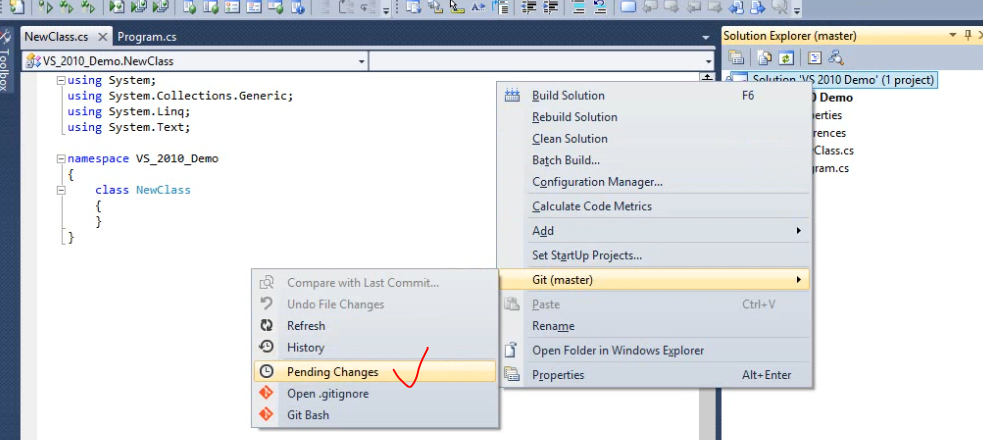 NewClass.cs Program.cs
Toolbox
VS_2010_Demo.NewClass
using System;
using System.Collections.Generic;
using System.Linq;
using System.Text;
namespace VS_2010_Demo
{
class NewClass
{
}
}
Solution Explorer (master)
Solution 'VS 2010 Demo' (1 project)
0 Demo
erties
rences
Class.cs
ram.cs
Build Solution F6
Rebuild Solution
Clean Solution
Batch Build...
Configuration Manager...
Calculate Code Metrics
Add
Set StartUp Projects...
Git (master)
Paste Ctrl+V
Rename
Open Folder in Windows Explorer
Properties Alt+Enter
Compare with Last Commit...
Undo File Changes
Refresh
History
Pending Changes
Open .gitignore
Git Bash